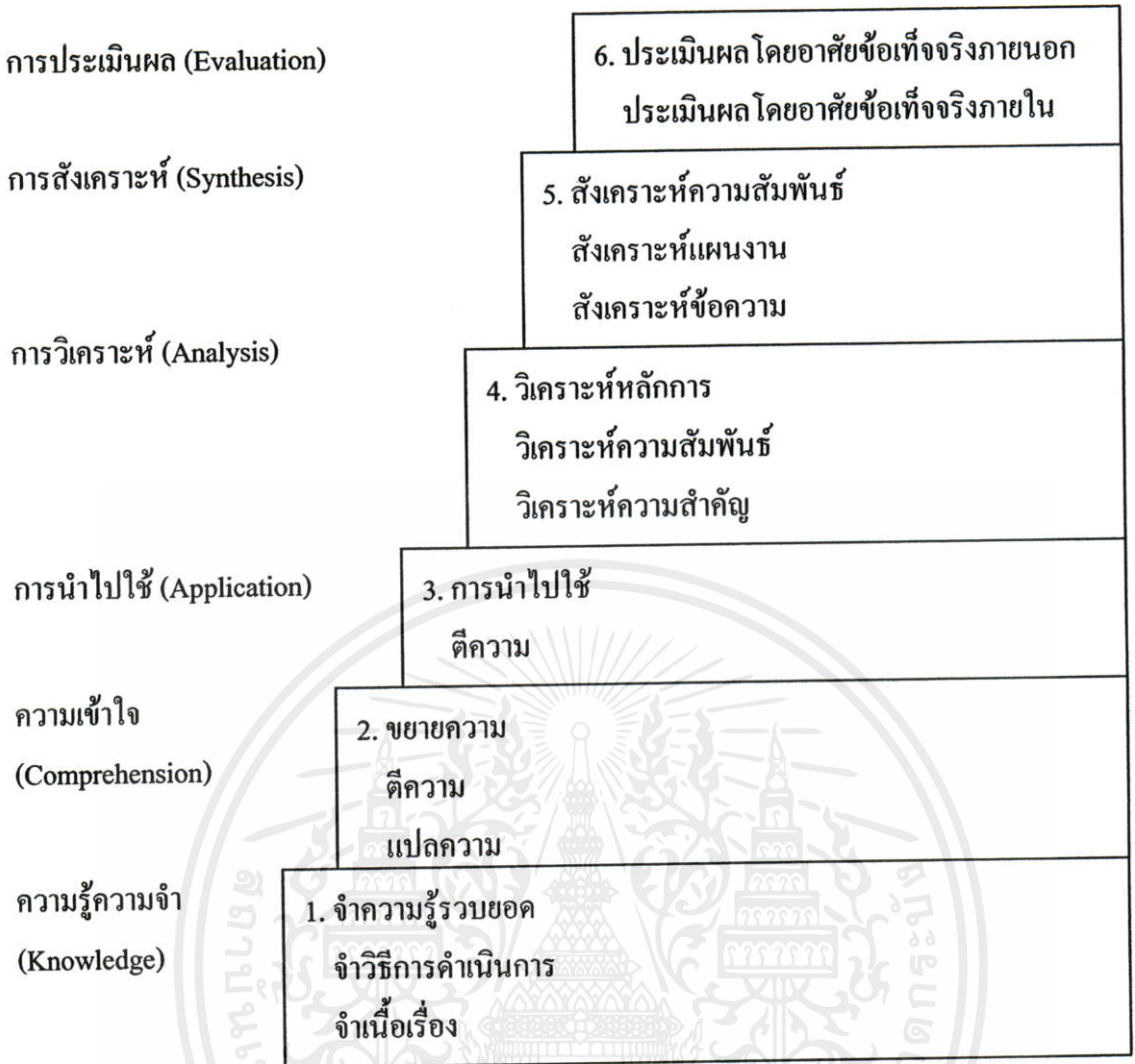 การประเมินผล (Evaluation)
6. ประเมินผลโดยอาศัยข้อเท็จจริงภายนอก
ประเมินผลโดยอาศัยข้อเท็จจริงภายใน
การสังเคราะห์ (Synthesis)
5. สังเคราะห์ความสัมพันธ์
สังเคราะห์แผนงาน
สังเคราะห์ข้อความ
การวิเคราะห์ (Analysis)
4. วิเคราะห์หลักการ
วิเคราะห์ความสัมพันธ์
วิเคราะห์ความสำคัญ
การนำไปใช้ (Application)
3. การนำไปใช้
ตีความ
ความเข้าใจ
(Comprehension)
2. ขยายความ
ตีความ
แปลความ
ความรู้ความจำ
(Knowledge)
1. จำความรู้รวบยอด
จำวิธีการดำเนินการ
จำเนื้อเรื่อง